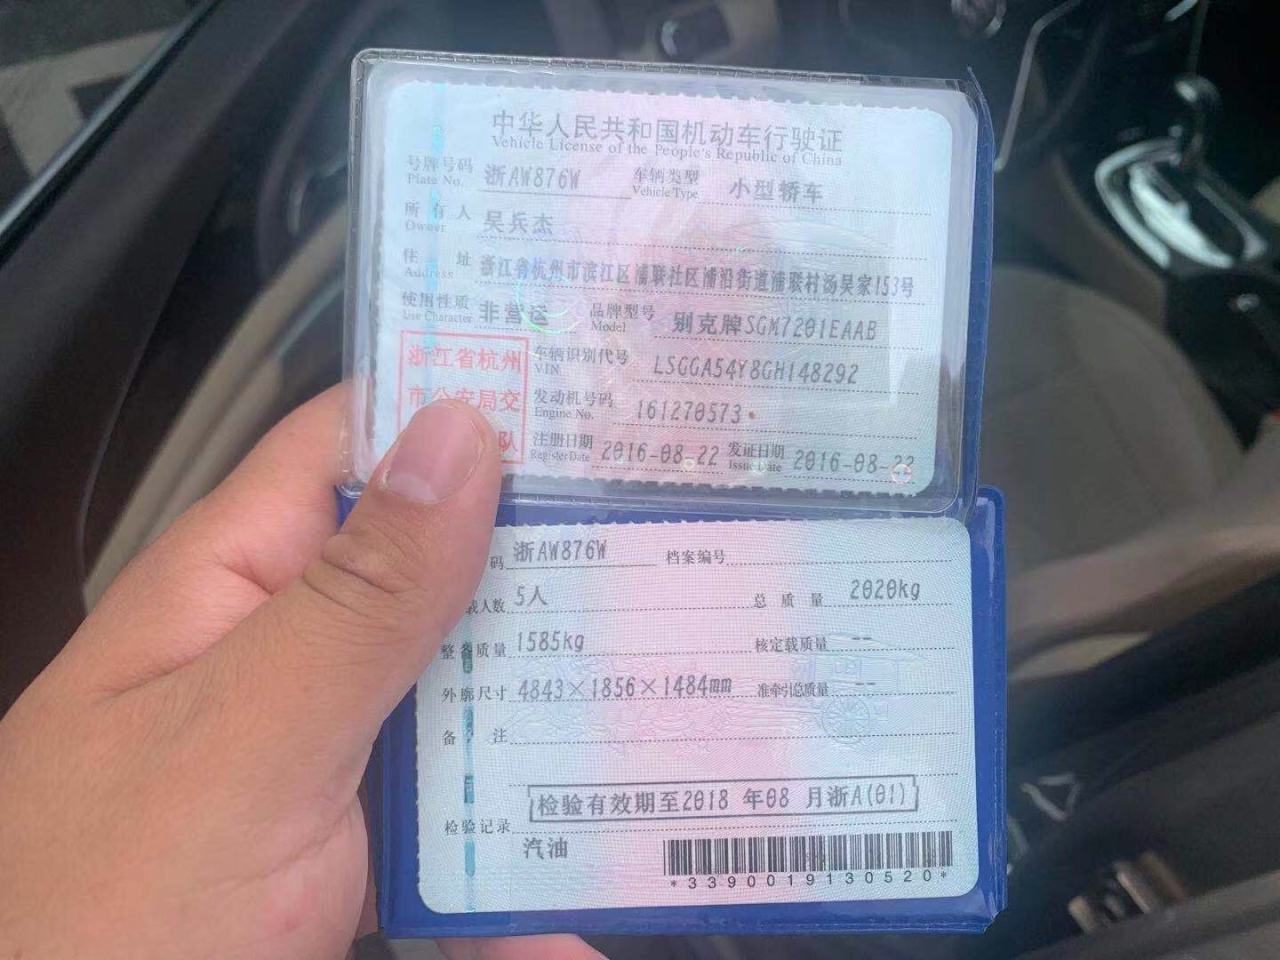 中华人民共和国机动车行驶证
Vehicle License of the People's Republic of China
号牌号码 浙AW876W 车辆类型 小型轿车
Plate No. Vehicle Type
所有人 吴兵杰
Owner
住址 浙江省杭州市滨江区浦联社区浦沿街道浦联村汤吴家153号
Address
使用性质 非营运 品牌型号 别克牌SGM7201EAAB
Use Character Model
浙江省杭州 车辆识别代号 LSGGA54Y8GH148292
VIN
市公安局交 发动机号码 161270573
Engine No.
队 注册日期 2016-08-22 发证日期 2016-08-22
Register Date Issue Date
码 浙AW876W 档案编号
载人数 5人 总质量 2020kg
整备质量 1585kg 核定载质量 --
外廓尺寸 4843×1856×1484mm 准牵引总质量 --
备注
检验有效期至2018 年08 月浙A(01)
检验记录
汽油
*3390019130520*